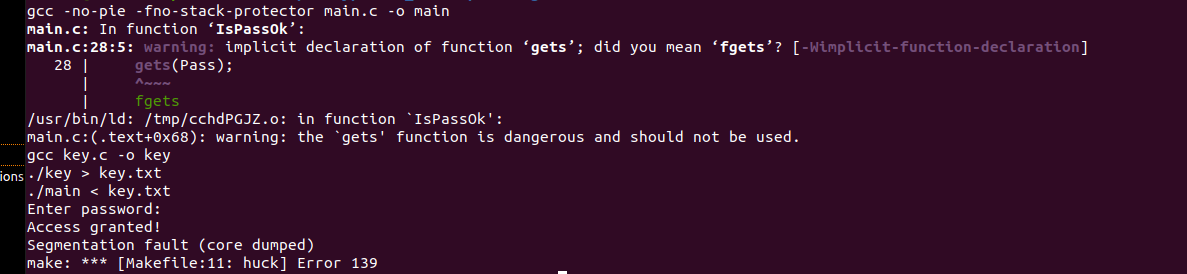 gcc -no-pie -fno-stack-protector main.c -o main
main.c: In function ‘IsPassOk’:
main.c:28:5: warning: implicit declaration of function ‘gets’; did you mean ‘fgets’? [-Wimplicit-function-declaration]
   28 |     gets(Pass);
      |     ^~~~
      |     fgets
/usr/bin/ld: /tmp/cchdPGJZ.o: in function `IsPassOk':
main.c:(.text+0x68): warning: the `gets' function is dangerous and should not be used.
gcc key.c -o key
ions
./key > key.txt
./main < key.txt
Enter password:
Access granted!
Segmentation fault (core dumped)
make: *** [Makefile:11: huck] Error 139